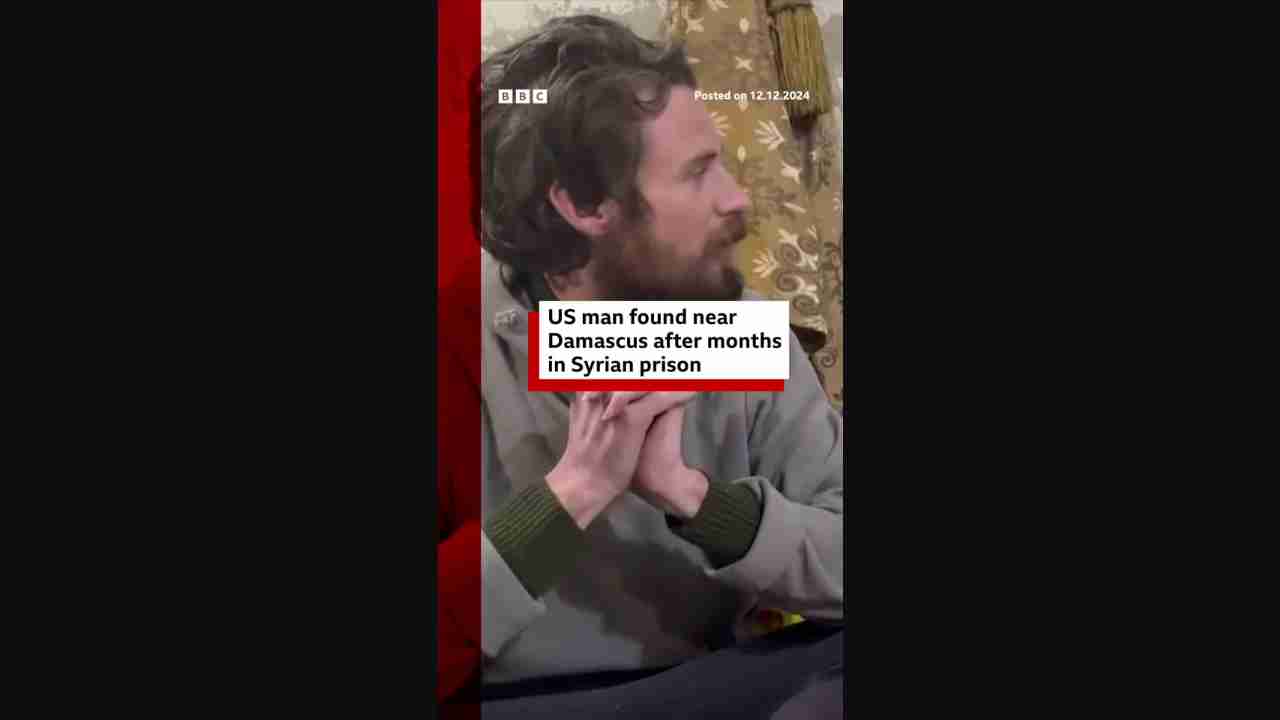 BBC
Posted on 12.12.2024
US man found near
Damascus after months
in Syrian prison